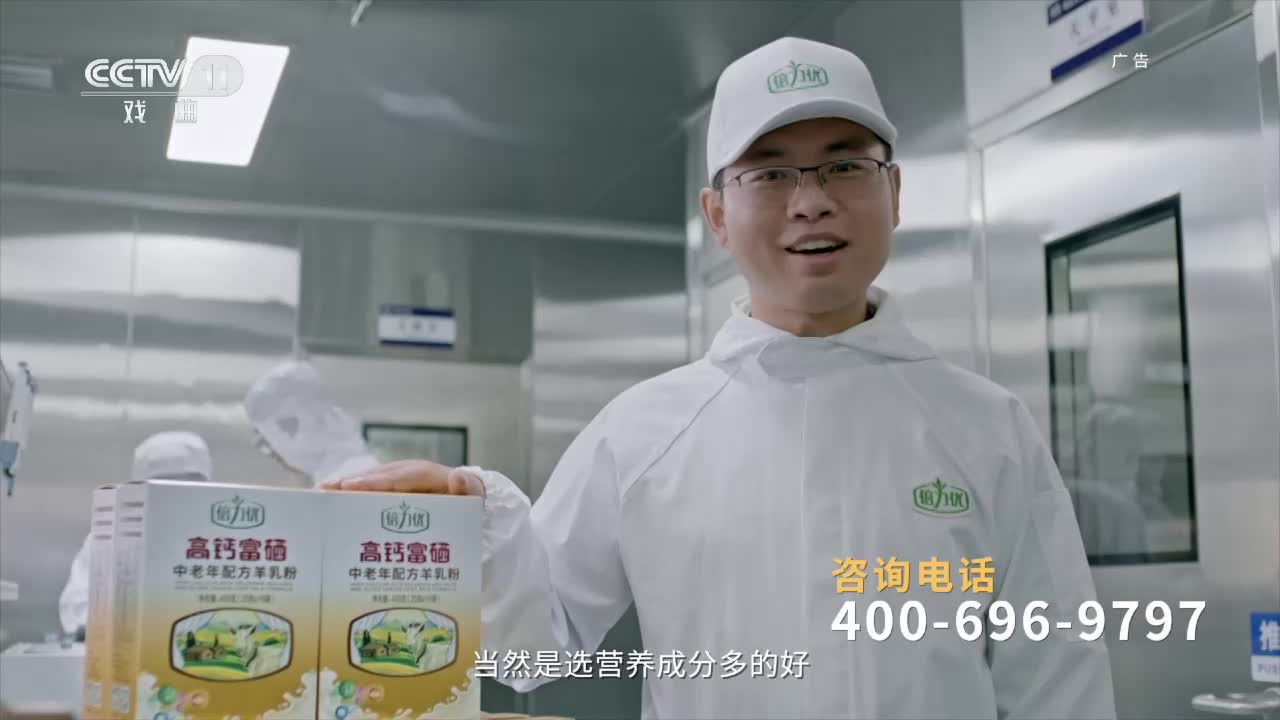 CCTV 11
戏曲
广告
倍力优
倍力优
倍力优
高钙富硒
中老年配方羊乳粉
倍力优
高钙富硒
中老年配方羊乳粉
咨询电话
400-696-9797
当然是选营养成分多的好
推
PUSH